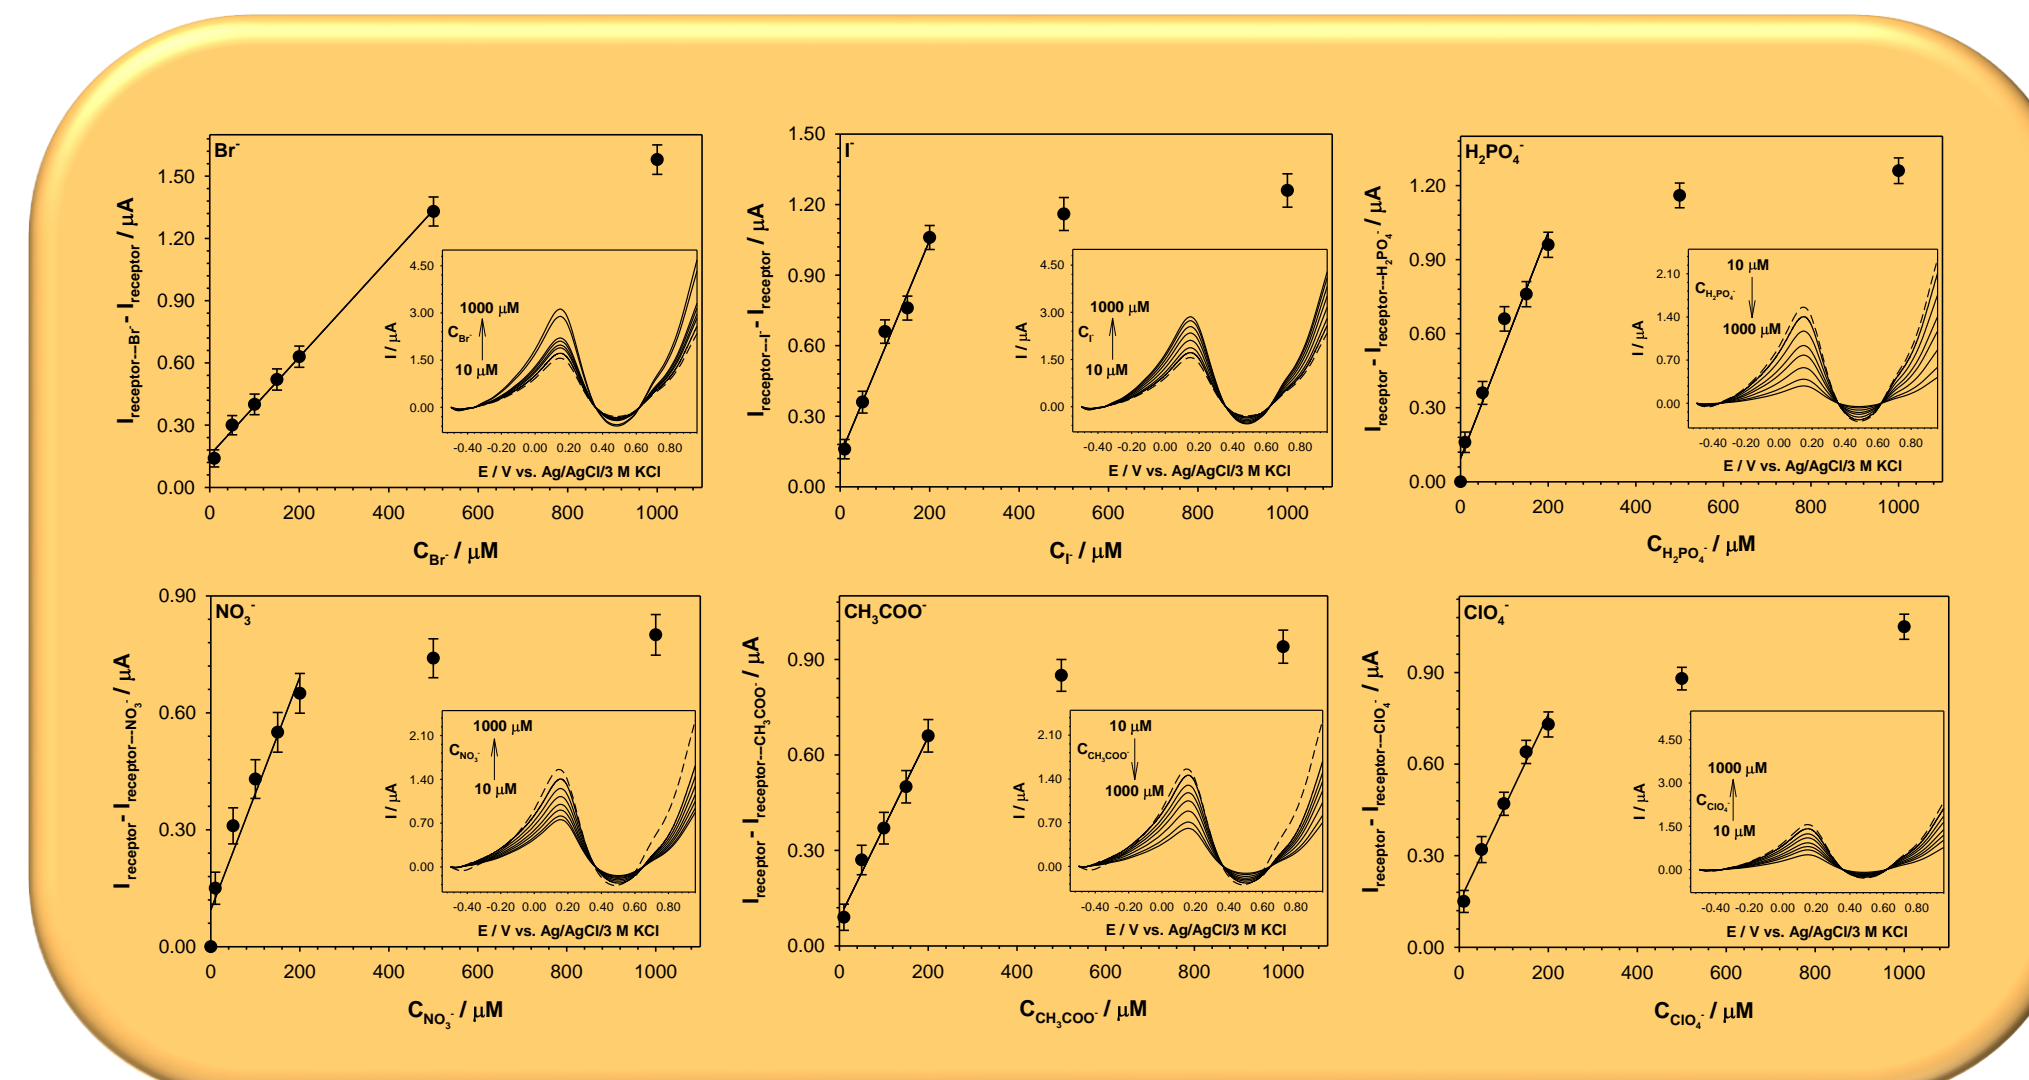 Br⁻
I receptor---Br⁻ - I receptor / μA
1.50
1.20
0.90
0.60
0.30
0.00
0 200 400 600 800 1000
C Br⁻ / μM
I / μA
4.50
3.00
1.50
0.00
1000 μM
C Br⁻
10 μM
-0.40 -0.20 0.00 0.20 0.40 0.60 0.80
E / V vs. Ag/AgCl/3 M KCl
I⁻
I receptor---I⁻ - I receptor / μA
1.50
1.20
0.90
0.60
0.30
0.00
0 200 400 600 800 1000
C I⁻ / μM
I / μA
4.50
3.00
1.50
0.00
1000 μM
C I⁻
10 μM
-0.40 -0.20 0.00 0.20 0.40 0.60 0.80
E / V vs. Ag/AgCl/3 M KCl
H₂PO₄⁻
I receptor - I receptor---H₂PO₄⁻ / μA
1.20
0.90
0.60
0.30
0.00
0 200 400 600 800 1000
C H₂PO₄⁻ / μM
I / μA
2.10
1.40
0.70
0.00
10 μM
C H₂PO₄⁻
1000 μM
-0.40 -0.20 0.00 0.20 0.40 0.60 0.80
E / V vs. Ag/AgCl/3 M KCl
NO₃⁻
I receptor - I receptor---NO₃⁻ / μA
0.90
0.60
0.30
0.00
0 200 400 600 800 1000
C NO₃⁻ / μM
I / μA
2.10
1.40
0.70
0.00
1000 μM
C NO₃⁻
10 μM
-0.40 -0.20 0.00 0.20 0.40 0.60 0.80
E / V vs. Ag/AgCl/3 M KCl
CH₃COO⁻
I receptor - I receptor---CH₃COO⁻ / μA
0.90
0.60
0.30
0.00
0 200 400 600 800 1000
C CH₃COO⁻ / μM
I / μA
2.10
1.40
0.70
0.00
10 μM
C CH₃COO⁻
1000 μM
-0.40 -0.20 0.00 0.20 0.40 0.60 0.80
E / V vs. Ag/AgCl/3 M KCl
ClO₄⁻
I receptor - I receptor---ClO₄⁻ / μA
0.90
0.60
0.30
0.00
0 200 400 600 800 1000
C ClO₄⁻ / μM
I / μA
4.50
3.00
1.50
0.00
1000 μM
C ClO₄⁻
10 μM
-0.40 -0.20 0.00 0.20 0.40 0.60 0.80
E / V vs. Ag/AgCl/3 M KCl